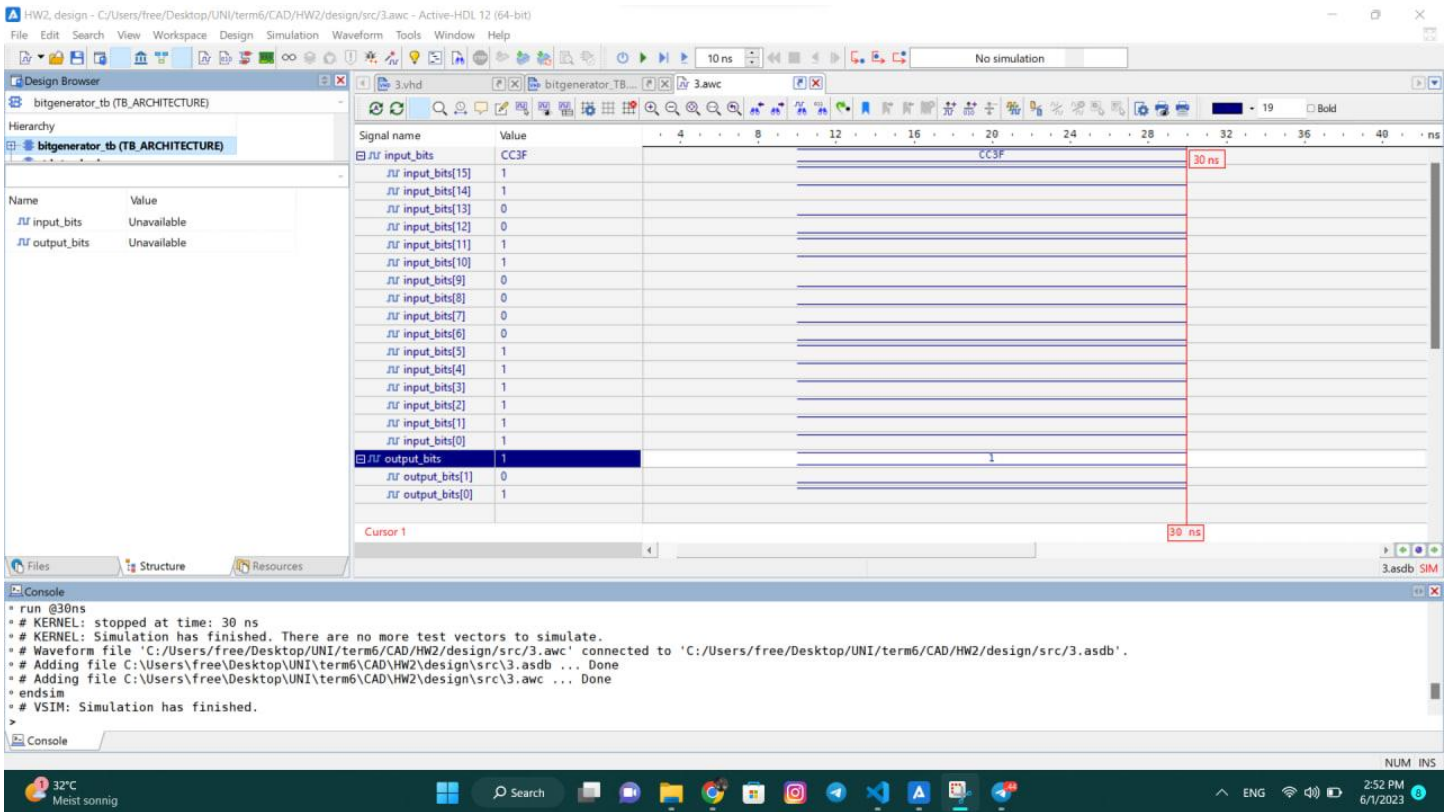 HW2, design - C:/Users/free/Desktop/UNI/term6/CAD/HW2/design/src/3.awc - Active-HDL 12 (64-bit)
File Edit Search View Workspace Design Simulation Waveform Tools Window Help
10 ns No simulation
Design Browser
3.vhd bitgenerator_TB.... 3.awc
bitgenerator_tb (TB_ARCHITECTURE)
19 Bold
Hierarchy
bitgenerator_tb (TB_ARCHITECTURE)
Name Value
input_bits Unavailable
output_bits Unavailable
Signal name Value 4 8 12 16 20 24 28 32 36 40 ns
input_bits CC3F CC3F 30 ns
input_bits[15] 1
input_bits[14] 1
input_bits[13] 0
input_bits[12] 0
input_bits[11] 1
input_bits[10] 1
input_bits[9] 0
input_bits[8] 0
input_bits[7] 0
input_bits[6] 0
input_bits[5] 1
input_bits[4] 1
input_bits[3] 1
input_bits[2] 1
input_bits[1] 1
input_bits[0] 1
output_bits 1 1
output_bits[1] 0
output_bits[0] 1
Cursor 1 30 ns
Files Structure Resources
3.asdb SIM
Console
run @30ns
# KERNEL: stopped at time: 30 ns
# KERNEL: Simulation has finished. There are no more test vectors to simulate.
# Waveform file 'C:/Users/free/Desktop/UNI/term6/CAD/HW2/design/src/3.awc' connected to 'C:/Users/free/Desktop/UNI/term6/CAD/HW2/design/src/3.asdb'.
# Adding file C:\Users\free\Desktop\UNI\term6\CAD\HW2\design\src\3.asdb ... Done
# Adding file C:\Users\free\Desktop\UNI\term6\CAD\HW2\design\src\3.awc ... Done
endsim
# VSIM: Simulation has finished.
>
Console
NUM INS
1 32°C
Meist sonnig
Search
44
ENG
2:52 PM
6/1/2023
8